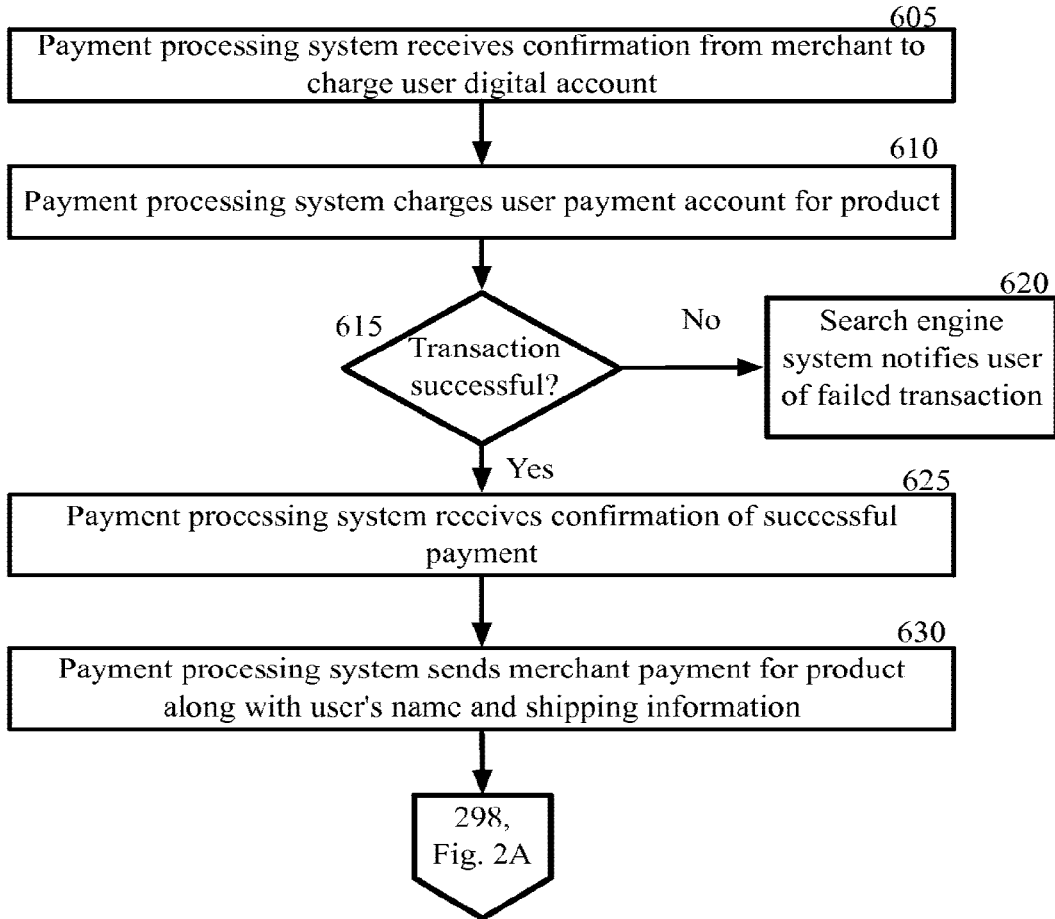 605
Payment processing system receives confirmation from merchant to
charge user digital account
610
Payment processing system charges user payment account for product
615
Transaction
successful?
No
620
Search engine
system notifies user
of failed transaction
Yes
625
Payment processing system receives confirmation of successful
payment
630
Payment processing system sends merchant payment for product
along with user's name and shipping information
298,
Fig. 2A